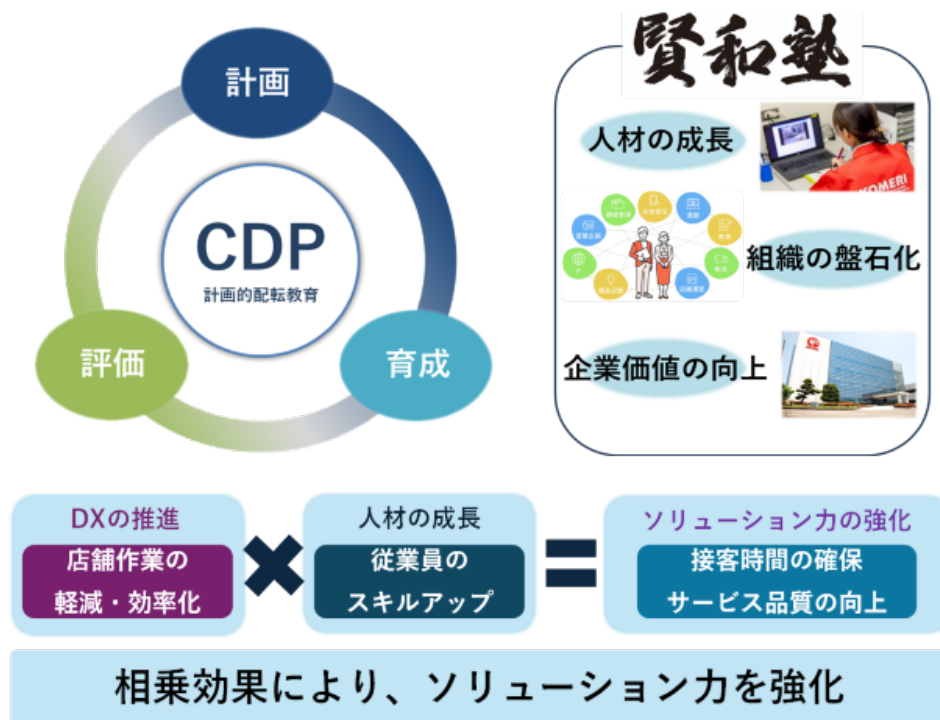 計画
CDP
計画的配転教育
評価
育成
賢和塾
人材の成長
KOMERI
組織の盤石化
企業価値の向上
DXの推進
店舗作業の
軽減・効率化
人材の成長
従業員の
スキルアップ
ソリューション力の強化
接客時間の確保
サービス品質の向上
相乗効果により、ソリューション力を強化